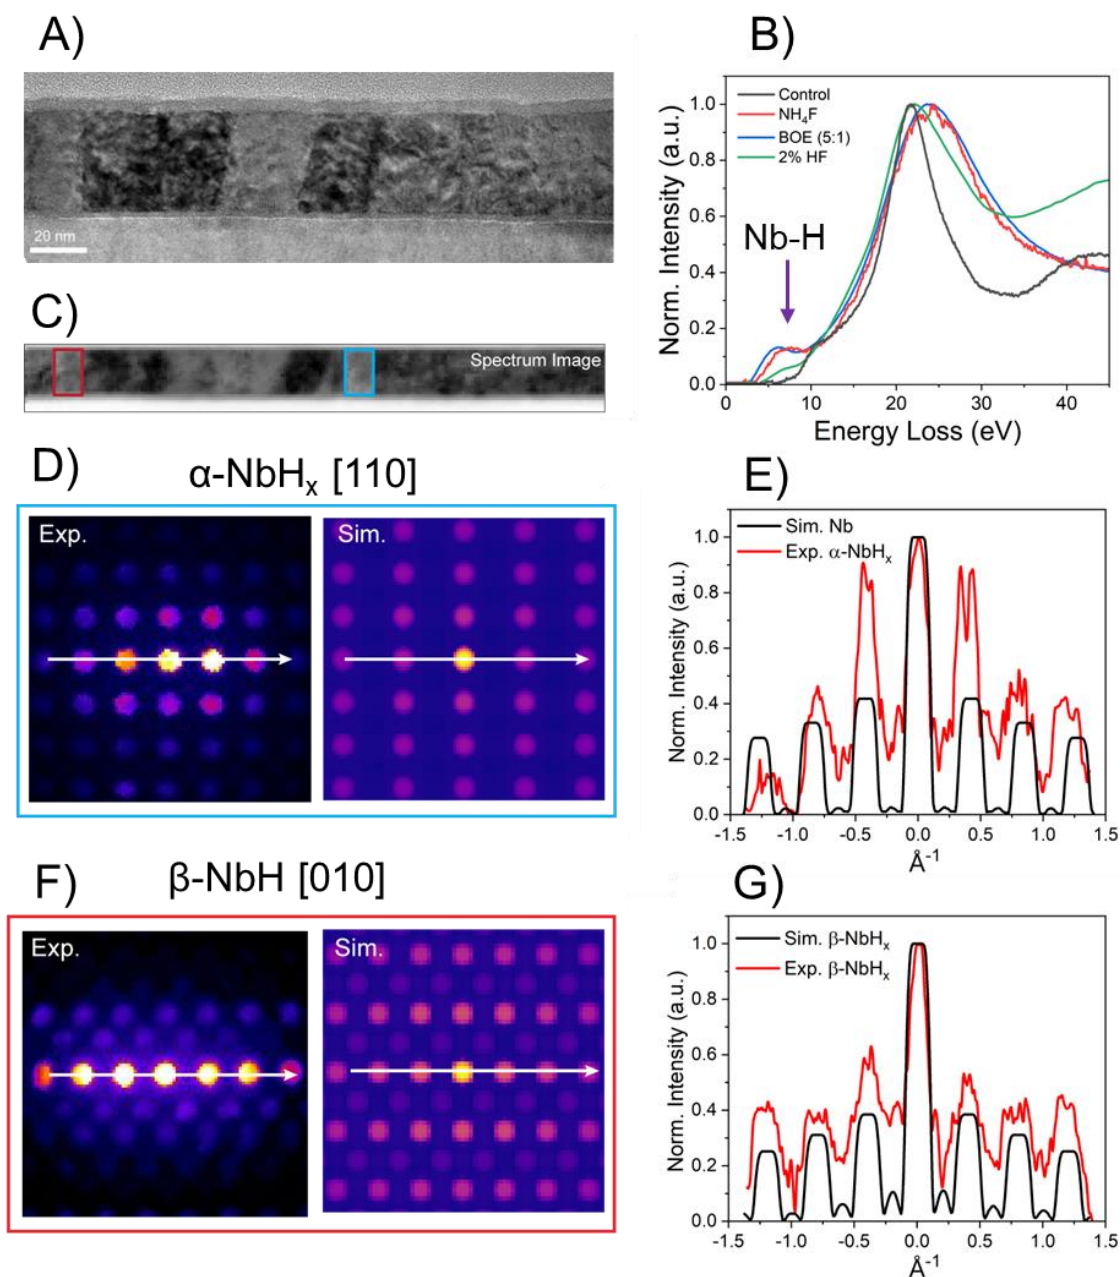 A)
20 nm
B)
Control
NH₄F
BOE (5:1)
2% HF
Nb-H
Norm. Intensity (a.u.)
1.0
0.8
0.6
0.4
0.2
0.0
0 10 20 30 40
Energy Loss (eV)
C)
Spectrum Image
D)
α-NbHₓ [110]
Exp.
Sim.
E)
Sim. Nb
Exp. α-NbHₓ
Norm. Intensity (a.u.)
1.0
0.8
0.6
0.4
0.2
0.0
-1.5 -1.0 -0.5 0.0 0.5 1.0 1.5
Å⁻¹
F)
β-NbH [010]
Exp.
Sim.
G)
Sim. β-NbHₓ
Exp. β-NbHₓ
Norm. Intensity (a.u.)
1.0
0.8
0.6
0.4
0.2
0.0
-1.5 -1.0 -0.5 0.0 0.5 1.0 1.5
Å⁻¹